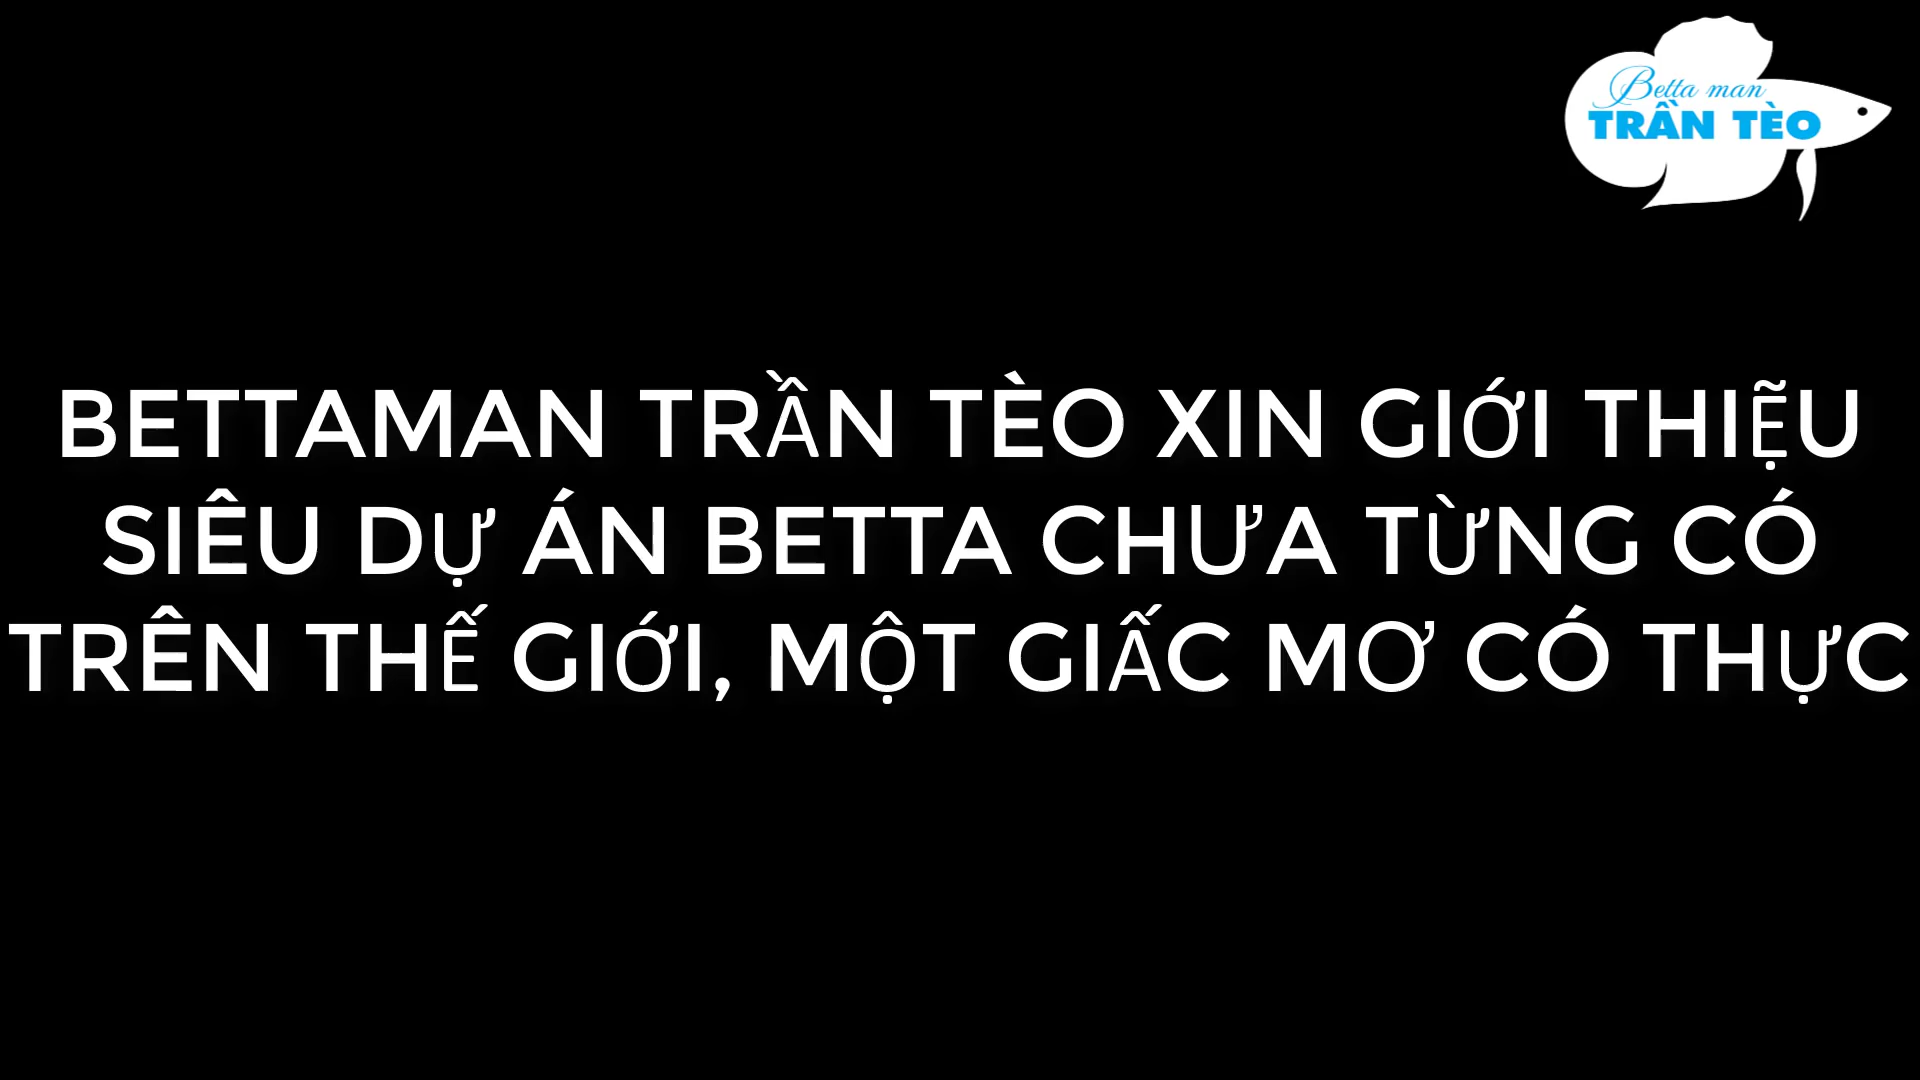 Betta man
TRẦN TÈO
BETTAMAN TRẦN TÈO XIN GIỚI THIỆ̃U
SIÊU DỰ ÁN BETTA CHƯA TỪNG CÓ
TRÊN THẾ GIỚI, MỘT GIẤC MƠ CÓ THỰC